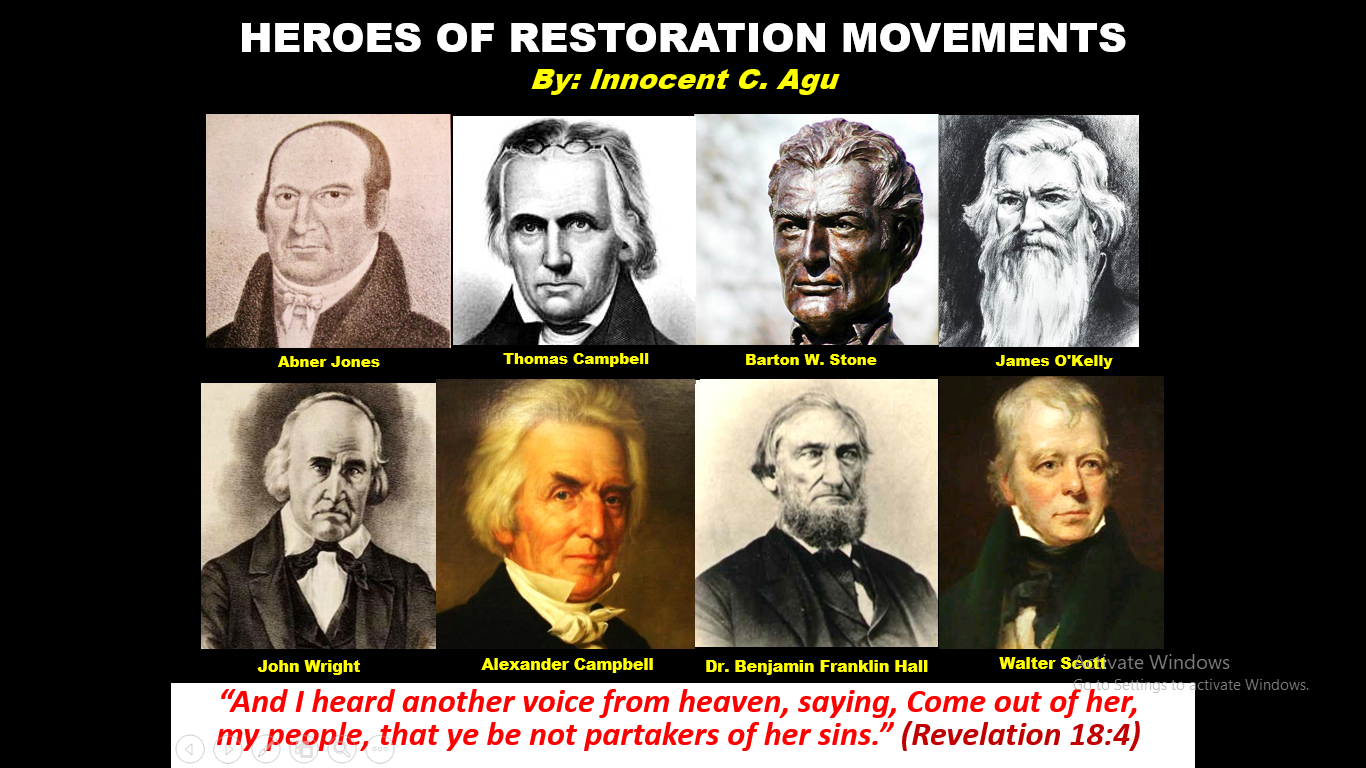 HEROES OF RESTORATION MOVEMENTS
By: Innocent C. Agu
Abner Jones
Thomas Campbell
Barton W. Stone
James O'Kelly
John Wright
Alexander Campbell
Dr. Benjamin Franklin Hall
Walter Scott
Activate Windows
Go to Settings to activate Windows.
“And I heard another voice from heaven, saying, Come out of her,
my people, that ye be not partakers of her sins.” (Revelation 18:4)